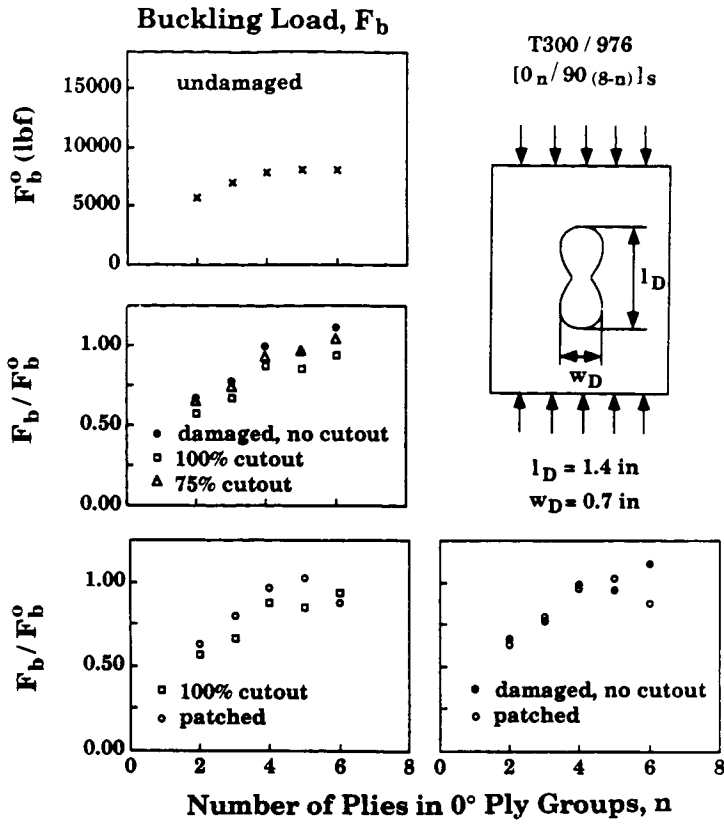 Buckling Load, F_b
undamaged
15000
10000
5000
0
F_b^o (lbf)
T300 / 976
[0_n / 90_(8-n)]_s
l_D
w_D
l_D = 1.4 in
w_D = 0.7 in
1.00
0.50
0.00
F_b / F_b^o
damaged, no cutout
100% cutout
75% cutout
1.00
0.50
0.00
F_b / F_b^o
100% cutout
patched
0 2 4 6 8
damaged, no cutout
patched
0 2 4 6 8
Number of Plies in 0° Ply Groups, n